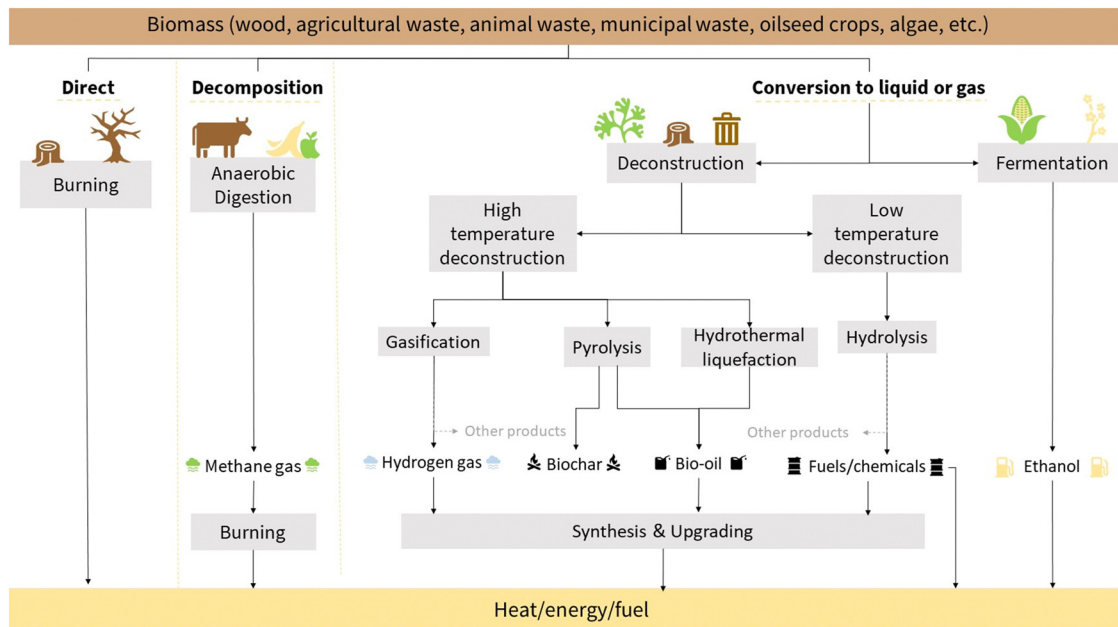 Biomass (wood, agricultural waste, animal waste, municipal waste, oilseed crops, algae, etc.)
Direct
Decomposition
Conversion to liquid or gas
Burning
Anaerobic
Digestion
Deconstruction
Fermentation
High
temperature
deconstruction
Low
temperature
deconstruction
Gasification
Pyrolysis
Hydrothermal
liquefaction
Hydrolysis
Other products
Other products
Methane gas
Hydrogen gas
Biochar
Bio-oil
Fuels/chemicals
Ethanol
Burning
Synthesis & Upgrading
Heat/energy/fuel